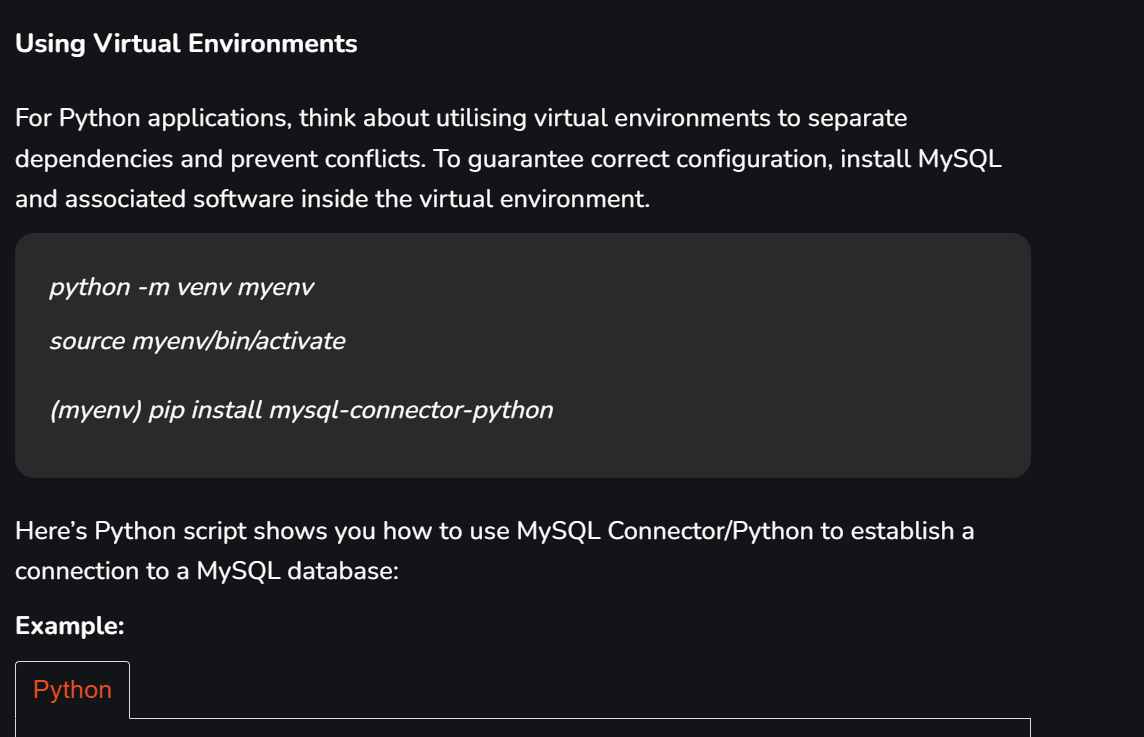 Using Virtual Environments
For Python applications, think about utilising virtual environments to separate
dependencies and prevent conflicts. To guarantee correct configuration, install MySQL
and associated software inside the virtual environment.
python -m venv myenv
source myenv/bin/activate
(myenv) pip install mysql-connector-python
Here’s Python script shows you how to use MySQL Connector/Python to establish a
connection to a MySQL database:
Example:
Python